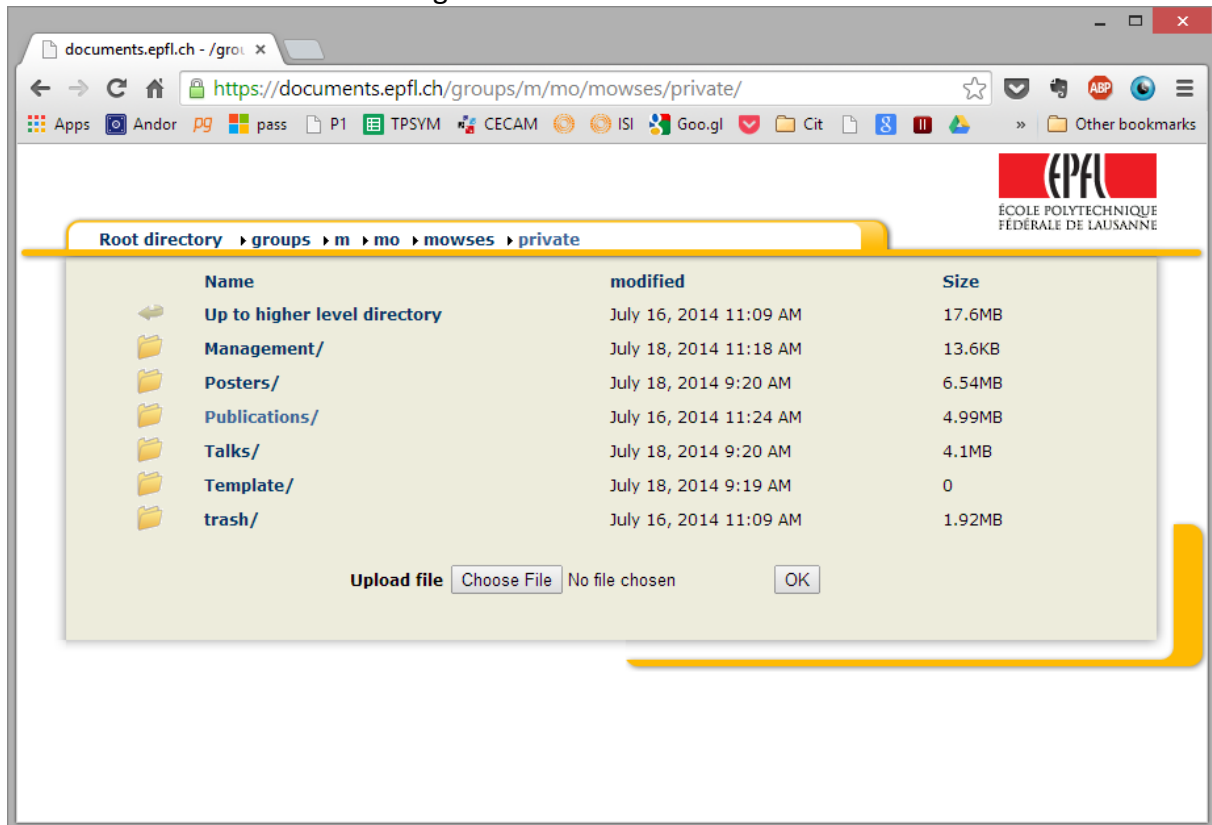 documents.epfl.ch - /grou
https://documents.epfl.ch/groups/m/mo/mowses/private/
ABP
Apps Andor pg pass P1 TPSYM CECAM ISI Goo.gl Cit 8 » Other bookmarks
EPFL
ÉCOLE POLYTECHNIQUE
FÉDÉRALE DE LAUSANNE
Root directory groups m mo mowses private
Name modified Size
Up to higher level directory July 16, 2014 11:09 AM 17.6MB
Management/ July 18, 2014 11:18 AM 13.6KB
Posters/ July 18, 2014 9:20 AM 6.54MB
Publications/ July 16, 2014 11:24 AM 4.99MB
Talks/ July 18, 2014 9:20 AM 4.1MB
Template/ July 18, 2014 9:19 AM 0
trash/ July 16, 2014 11:09 AM 1.92MB
Upload file Choose File No file chosen OK